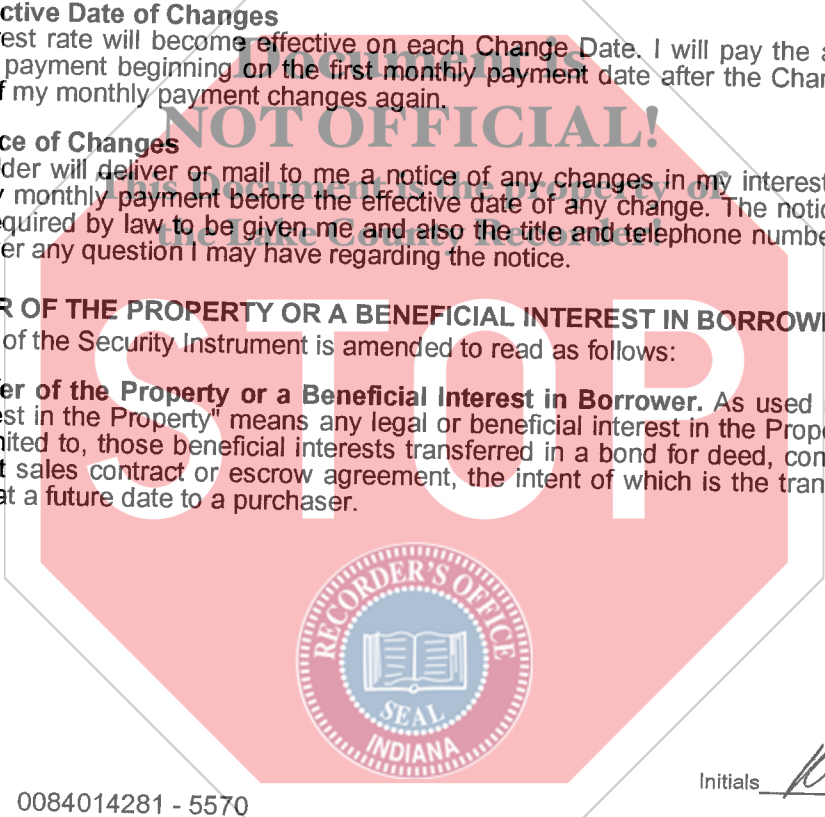 ctive Date of Changes
est rate will become effective on each Change Date. I will pay the a
payment beginning on the first monthly payment date after the Chan
f my monthly payment changes again.
Document is
NOT OFFICIAL!
This Document is the property of
the Lake County Recorder!
ce of Changes
der will deliver or mail to me a notice of any changes in my interest
y monthly payment before the effective date of any change. The notic
equired by law to be given me and also the title and telephone numbe
er any question I may have regarding the notice.
R OF THE PROPERTY OR A BENEFICIAL INTEREST IN BORROWE
of the Security Instrument is amended to read as follows:
er of the Property or a Beneficial Interest in Borrower. As used
est in the Property" means any legal or beneficial interest in the Prope
ited to, those beneficial interests transferred in a bond for deed, con
t sales contract or escrow agreement, the intent of which is the tran
at a future date to a purchaser.
STOP
RECORDER'S OFFICE
SEAL
INDIANA
Initials
0084014281 - 5570